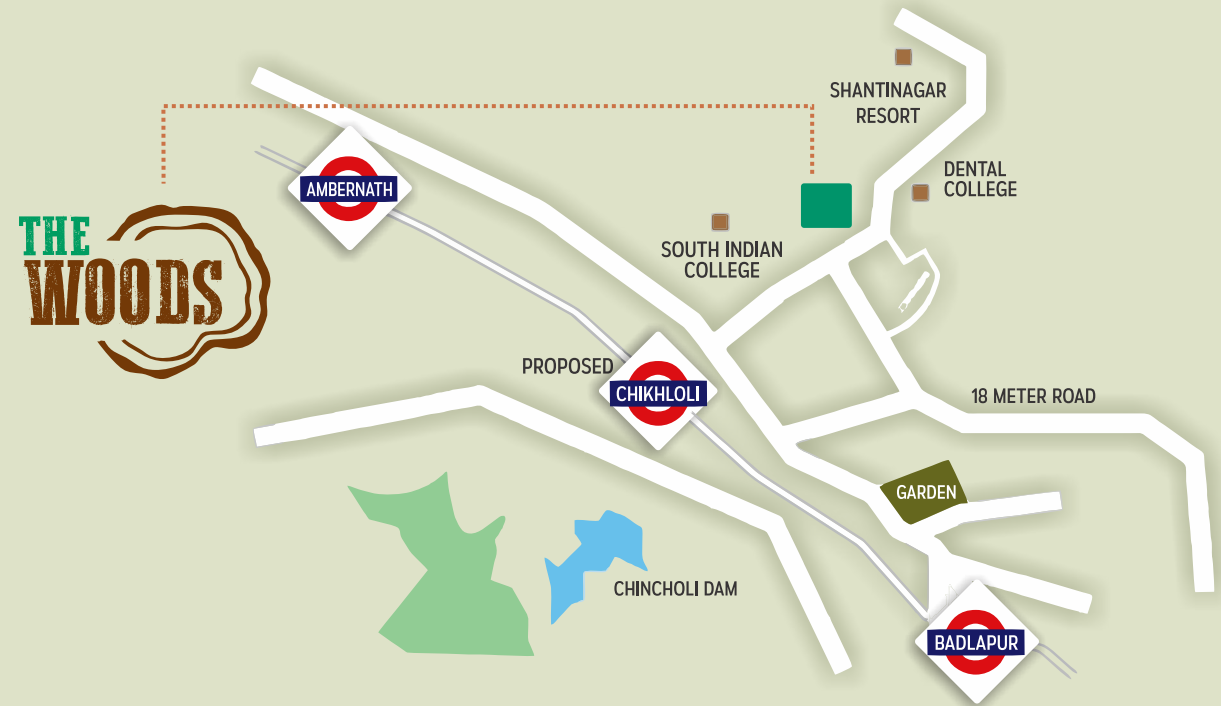 SHANTINAGAR
RESORT
DENTAL
COLLEGE
AMBERNATH
THE
WOODS
SOUTH INDIAN
COLLEGE
PROPOSED
CHIKHLOLI
18 METER ROAD
GARDEN
CHINCHOLI DAM
BADLAPUR